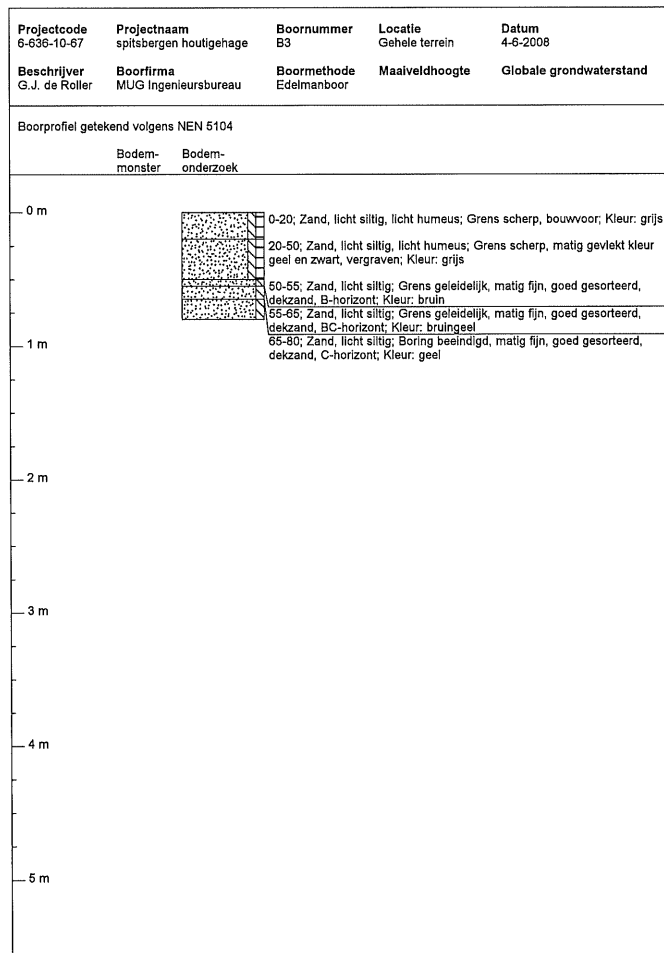 Projectcode Projectnaam Boornummer Locatie Datum
6-636-10-67 spitsbergen houtigehage B3 Gehele terrein 4-6-2008
Beschrijver Boorfirma Boormethode Maaiveldhoogte Globale grondwaterstand
G.J. de Roller MUG Ingenieursbureau Edelmanboor
Boorprofiel getekend volgens NEN 5104
Bodem- Bodem-
monster onderzoek
0 m
0-20; Zand, licht siltig, licht humeus; Grens scherp, bouwvoor; Kleur: grijs
20-50; Zand, licht siltig, licht humeus; Grens scherp, matig gevlekt kleur
geel en zwart, vergraven; Kleur: grijs
50-55; Zand, licht siltig; Grens geleidelijk, matig fijn, goed gesorteerd,
dekzand, B-horizont; Kleur: bruin
55-65; Zand, licht siltig; Grens geleidelijk, matig fijn, goed gesorteerd,
dekzand, BC-horizont; Kleur: bruingeel
65-80; Zand, licht siltig; Boring beeindigd, matig fijn, goed gesorteerd,
dekzand, C-horizont; Kleur: geel
1 m
2 m
3 m
4 m
5 m